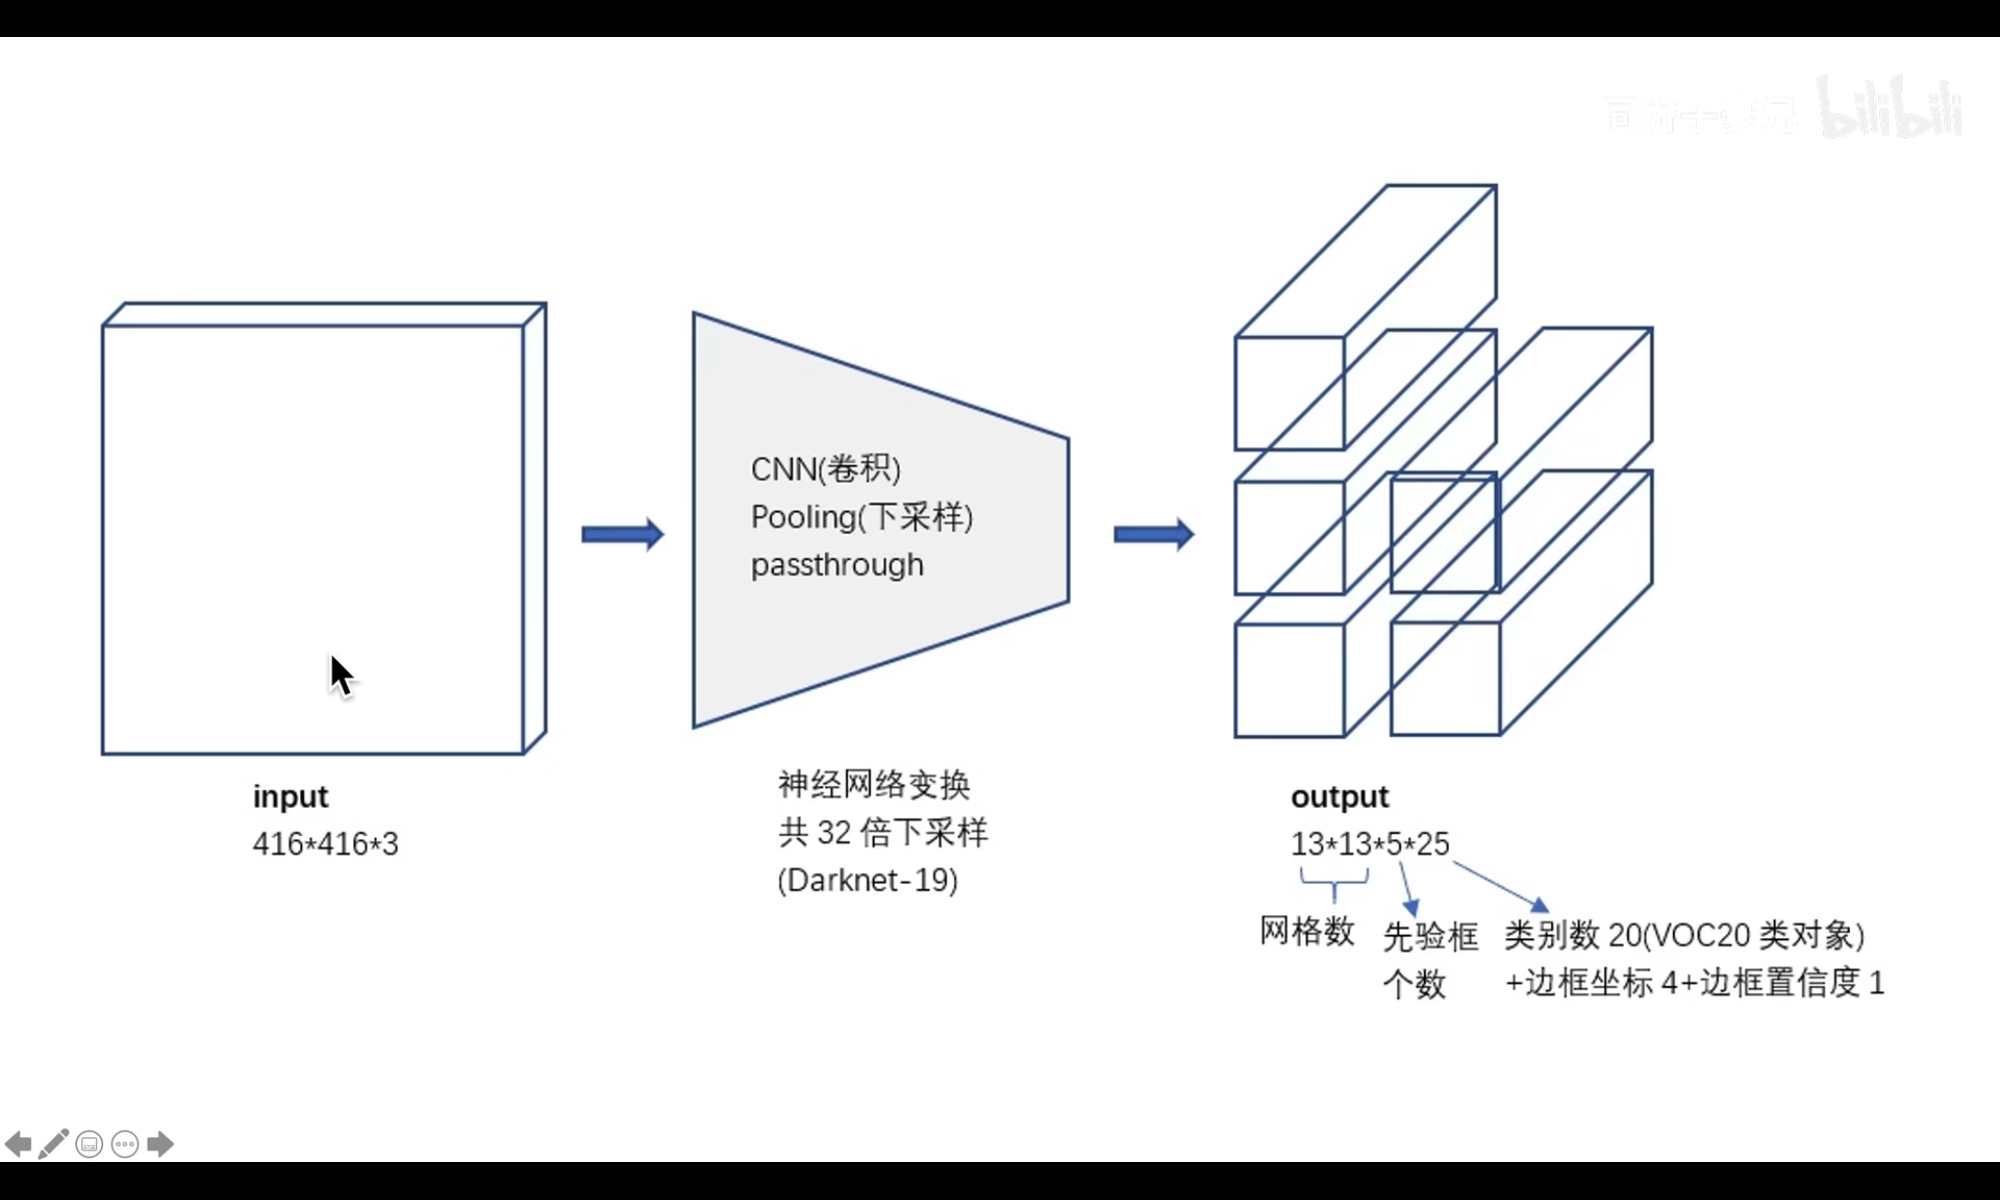 bilibili
CNN(卷积)
Pooling(下采样)
passthrough
input
416*416*3
神经网络变换
共 32 倍下采样
(Darknet-19)
output
13*13*5*25
网格数
先验框
个数
类别数 20(VOC20 类对象)
+边框坐标 4+边框置信度 1